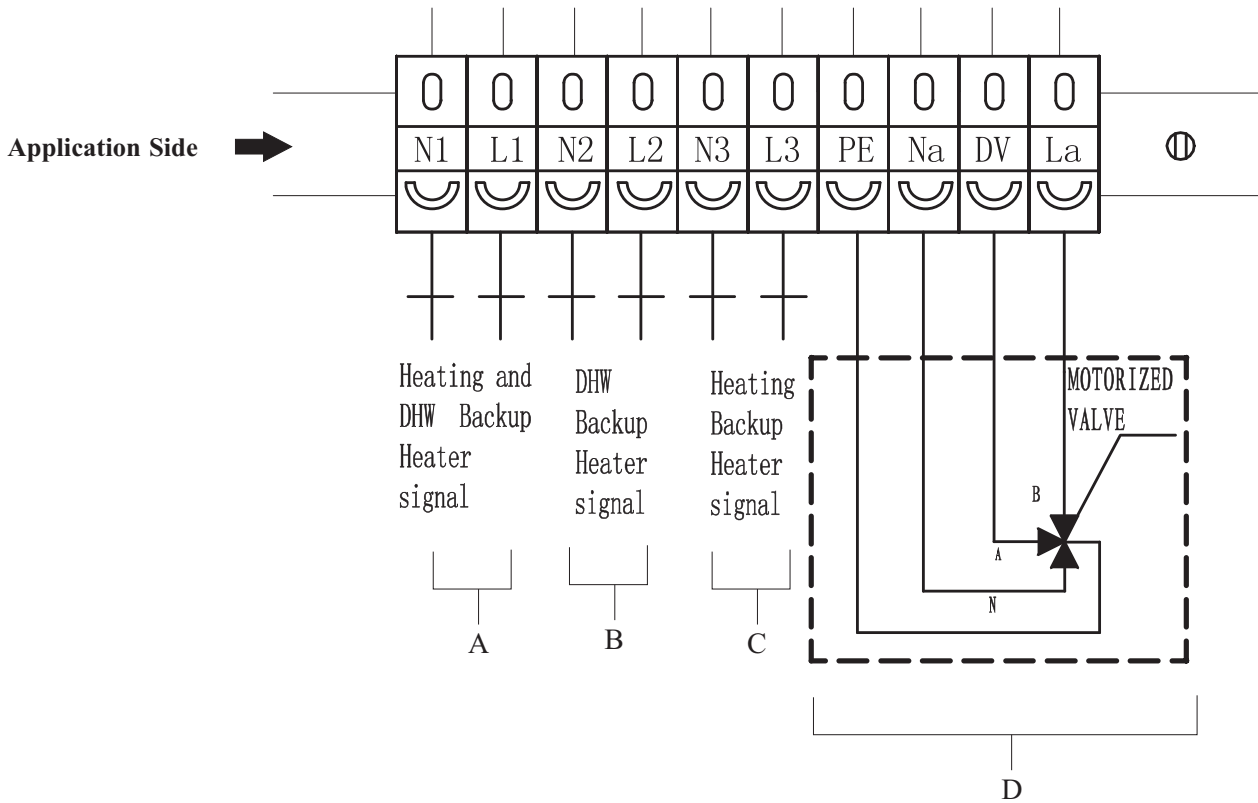 Application Side
N1 L1 N2 L2 N3 L3 PE Na DV La
Heating and
DHW Backup
Heater
signal
DHW
Backup
Heater
signal
Heating
Backup
Heater
signal
MOTORIZED
VALVE
B
A
N
A
B
C
D